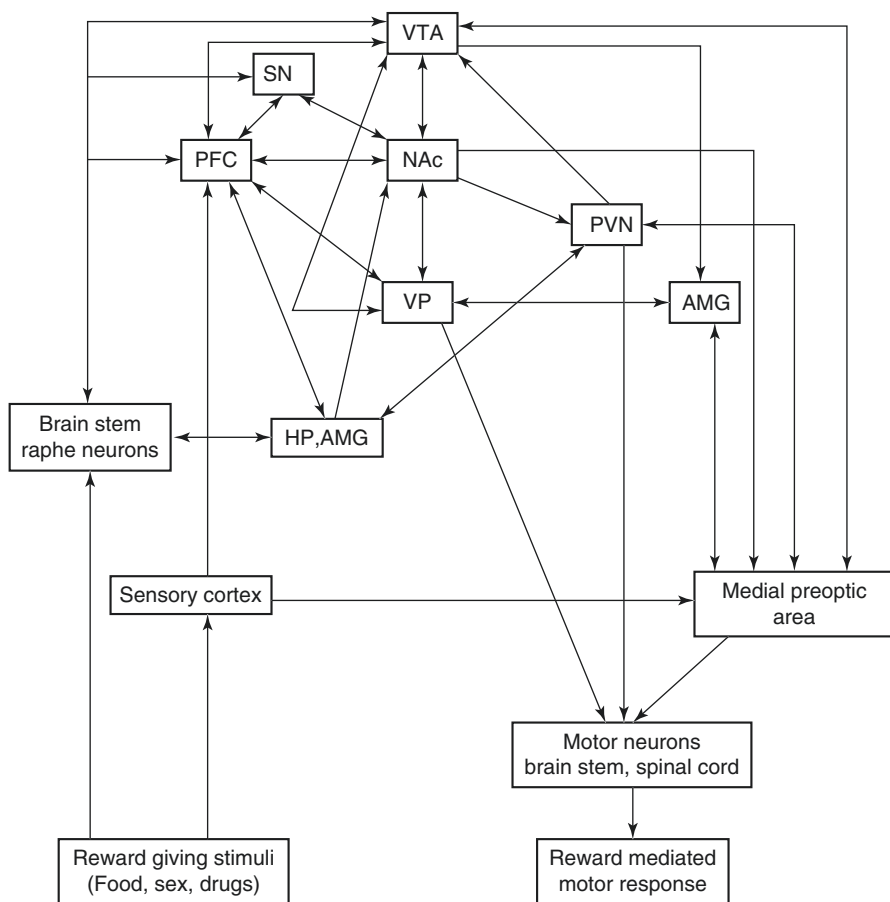 VTA
SN
PFC
NAc
PVN
VP
AMG
Brain stem
raphe neurons
HP,AMG
Sensory cortex
Medial preoptic
area
Motor neurons
brain stem, spinal cord
Reward giving stimuli
(Food, sex, drugs)
Reward mediated
motor response